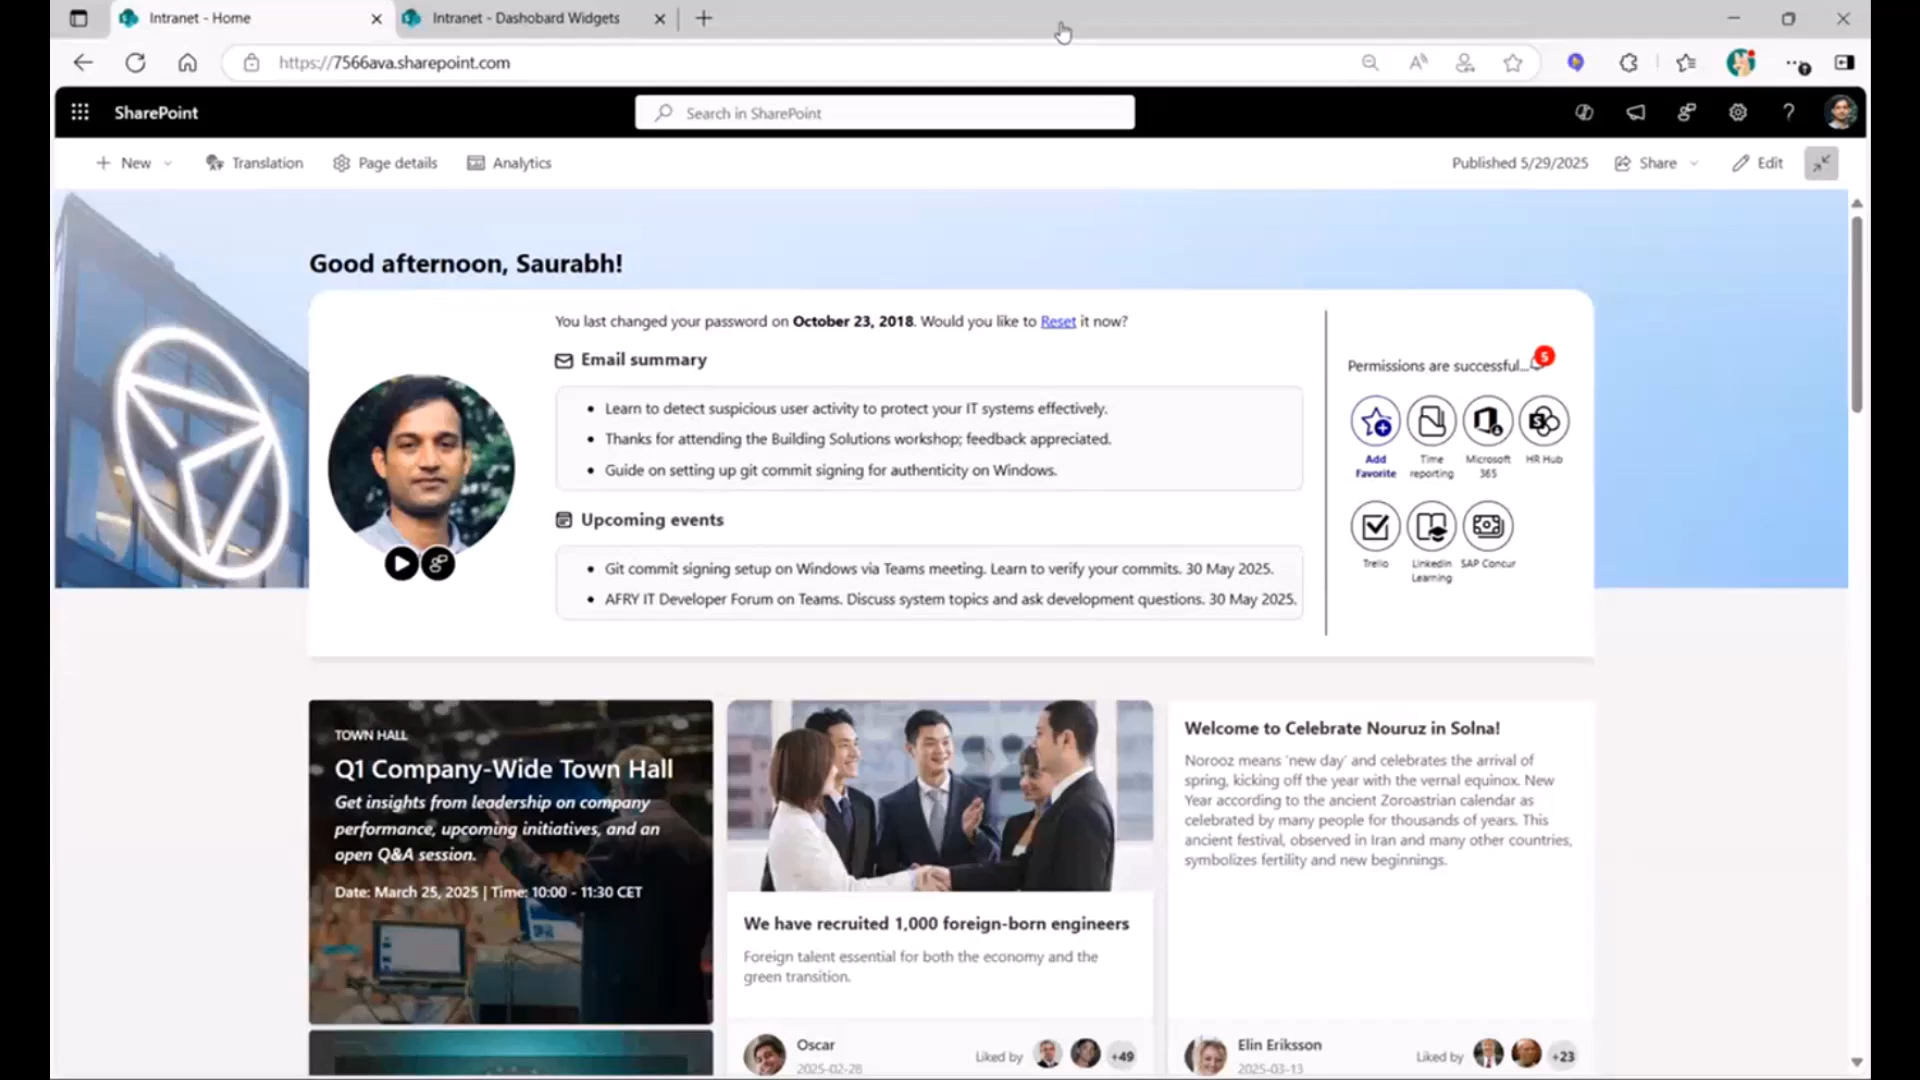 Intranet - Home
Intranet - Dashobard Widgets
https://7566ava.sharepoint.com
SharePoint
Search in SharePoint
New
Translation
Page details
Analytics
Published 5/29/2025
Share
Edit
Good afternoon, Saurabh!
You last changed your password on October 23, 2018. Would you like to Reset it now?
Email summary
Learn to detect suspicious user activity to protect your IT systems effectively.
Thanks for attending the Building Solutions workshop; feedback appreciated.
Guide on setting up git commit signing for authenticity on Windows.
Upcoming events
Git commit signing setup on Windows via Teams meeting. Learn to verify your commits. 30 May 2025.
AFRY IT Developer Forum on Teams. Discuss system topics and ask development questions. 30 May 2025.
Permissions are successful...
5
Add Favorite
Time reporting
Microsoft 365
HR Hub
Trello
LinkedIn Learning
SAP Concur
TOWN HALL
Q1 Company-Wide Town Hall
Get insights from leadership on company
performance, upcoming initiatives, and an
open Q&A session.
Date: March 25, 2025 | Time: 10:00 - 11:30 CET
We have recruited 1,000 foreign-born engineers
Foreign talent essential for both the economy and the
green transition.
Oscar
2025-02-28
Liked by
+49
Welcome to Celebrate Nouruz in Solna!
Norooz means 'new day' and celebrates the arrival of
spring, kicking off the year with the vernal equinox. New
Year according to the ancient Zoroastrian calendar as
celebrated by many people for thousands of years. This
ancient festival, observed in Iran and many other countries,
symbolizes fertility and new beginnings.
Elin Eriksson
2025-03-13
Liked by
+23